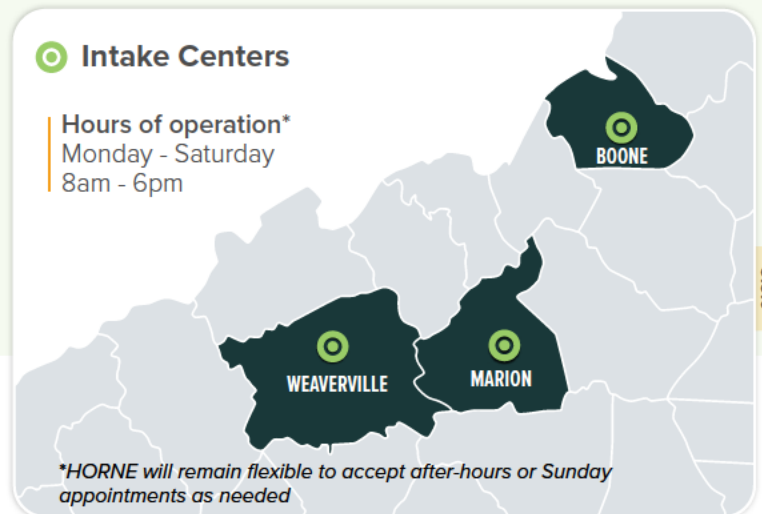 Intake Centers
Hours of operation*
Monday - Saturday
8am - 6pm
BOONE
WEAVERVILLE
MARION
*HORNE will remain flexible to accept after-hours or Sunday
appointments as needed